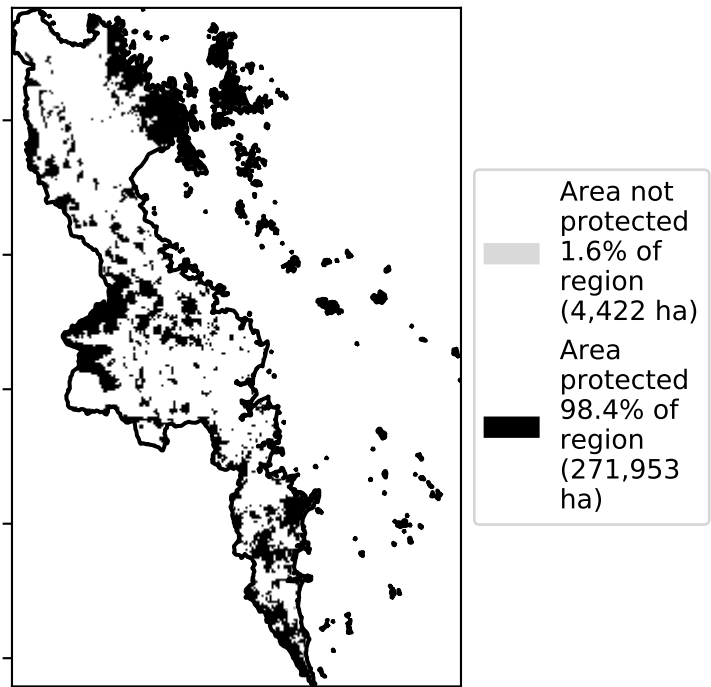 Area not
protected
1.6% of
region
(4,422 ha)
Area
protected
98.4% of
region
(271,953
ha)